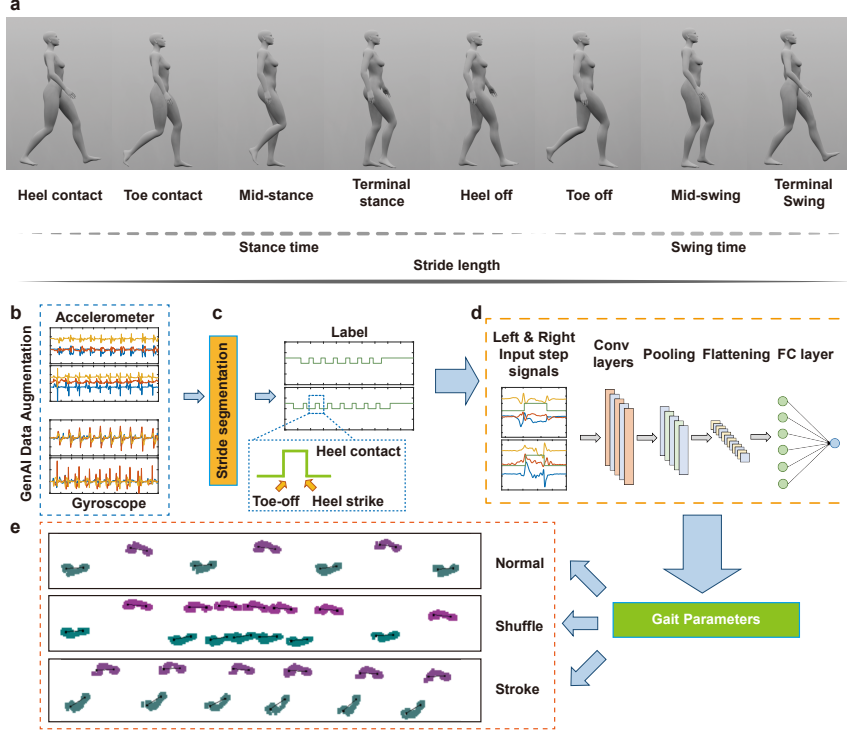 a
Heel contact
Toe contact
Mid-stance
Terminal
stance
Heel off
Toe off
Mid-swing
Terminal
Swing
Stance time
Swing time
Stride length
b
GenAI Data Augmentation
Accelerometer
Gyroscope
c
Stride segmentation
Label
Heel contact
Toe-off
Heel strike
d
Left & Right
Input step
signals
Conv
layers
Pooling
Flattening
FC layer
e
Normal
Shuffle
Stroke
Gait Parameters